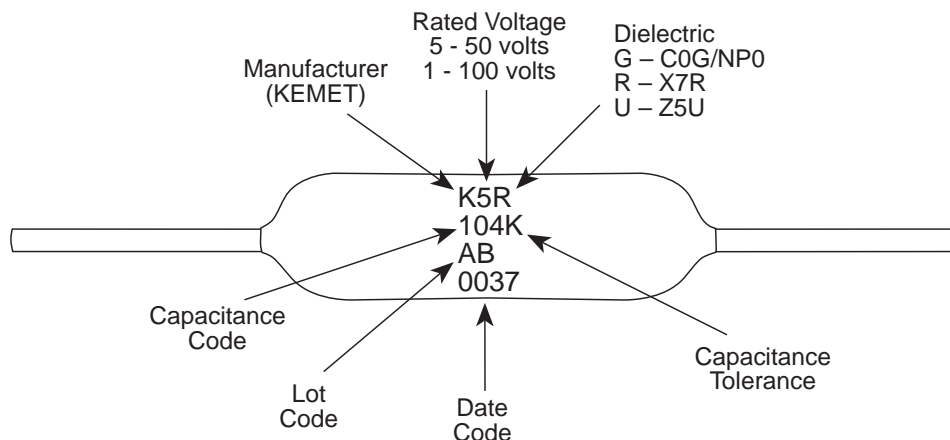 Rated Voltage
5 - 50 volts
1 - 100 volts
Dielectric
G – C0G/NP0
R – X7R
U – Z5U
Manufacturer
(KEMET)
K5R
104K
AB
0037
Capacitance
Code
Capacitance
Tolerance
Lot
Code
Date
Code